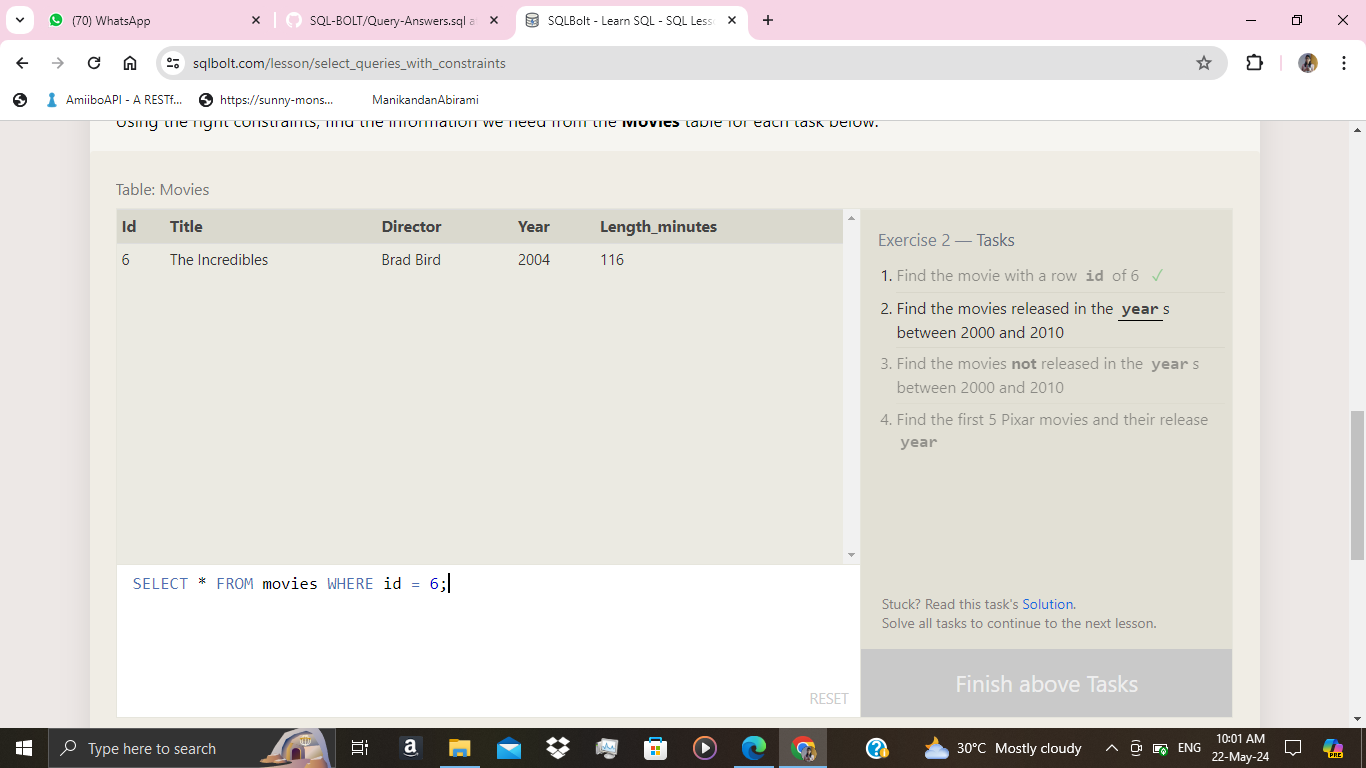 (70) WhatsApp
SQL-BOLT/Query-Answers.sql a
SQLBolt - Learn SQL - SQL Less
sqlbolt.com/lesson/select_queries_with_constraints
AmiiboAPI - A RESTf...
https://sunny-mons...
ManikandanAbirami
Using the right constraints, find the information we need from the Movies table for each task below.
Table: Movies
Id Title Director Year Length_minutes
6 The Incredibles Brad Bird 2004 116
SELECT * FROM movies WHERE id = 6;
RESET
Exercise 2 — Tasks
1. Find the movie with a row id of 6 ✓
2. Find the movies released in the year s
between 2000 and 2010
3. Find the movies not released in the year s
between 2000 and 2010
4. Find the first 5 Pixar movies and their release
year
Stuck? Read this task's Solution.
Solve all tasks to continue to the next lesson.
Finish above Tasks
Type here to search
30°C Mostly cloudy
ENG
10:01 AM
22-May-24
PRE